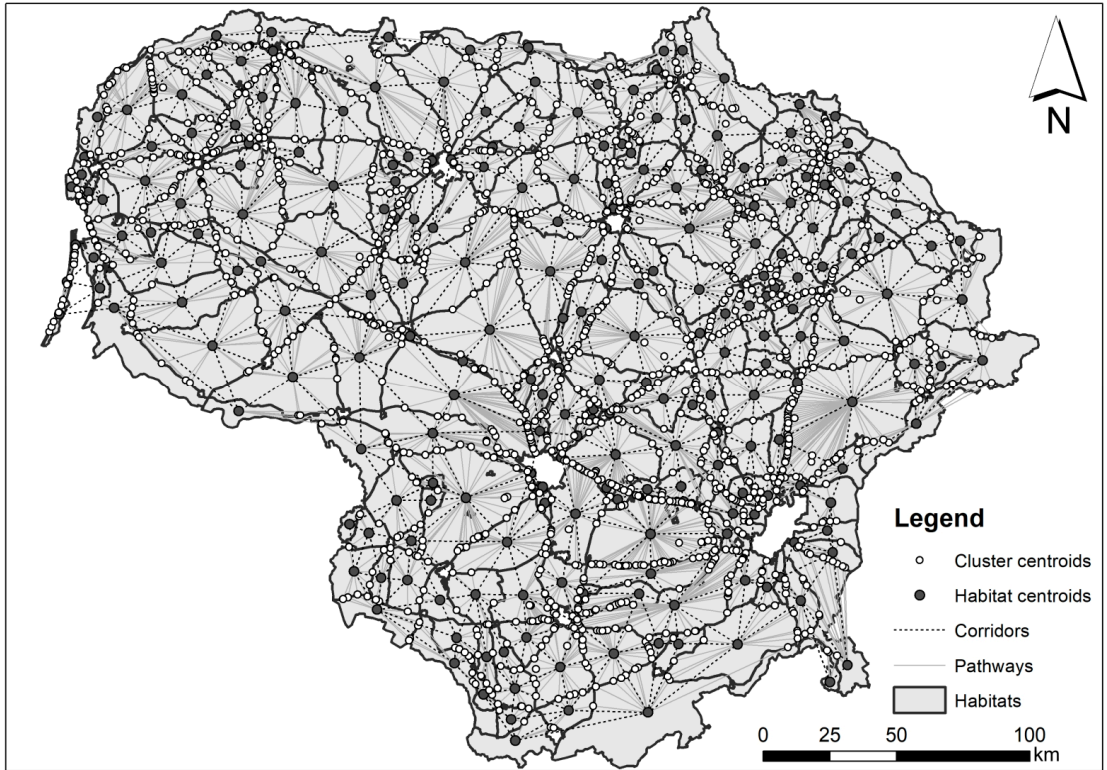 N
Legend
Cluster centroids
Habitat centroids
Corridors
Pathways
Habitats
0 25 50 100
km